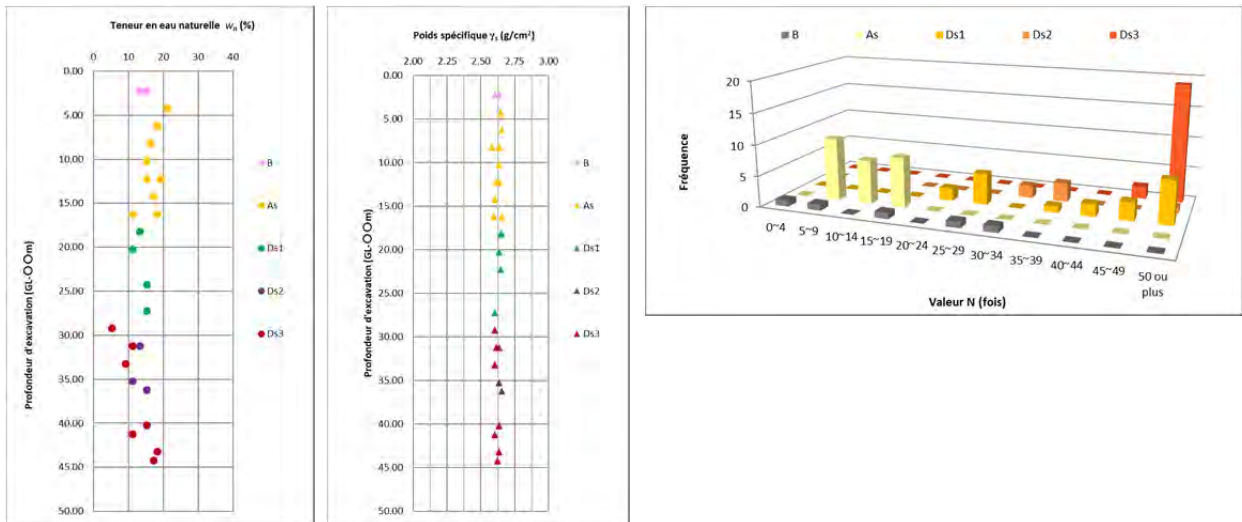 Teneur en eau naturelle wn (%)
0 10 20 30 40
0.00
5.00
10.00
15.00
20.00
25.00
30.00
35.00
40.00
45.00
50.00
Profondeur d'excavation (GL-OOm)
B
As
Ds1
Ds2
Ds3
Poids spécifique γs (g/cm²)
2.00 2.25 2.50 2.75 3.00
0.00
5.00
10.00
15.00
20.00
25.00
30.00
35.00
40.00
45.00
50.00
Profondeur d'excavation (GL-OOm)
B
As
Ds1
Ds2
Ds3
B As Ds1 Ds2 Ds3
20
15
10
5
0
Fréquence
0~4 5~9 10~14 15~19 20~24 25~29 30~34 35~39 40~44 45~49 50 ou
plus
Valeur N (fois)